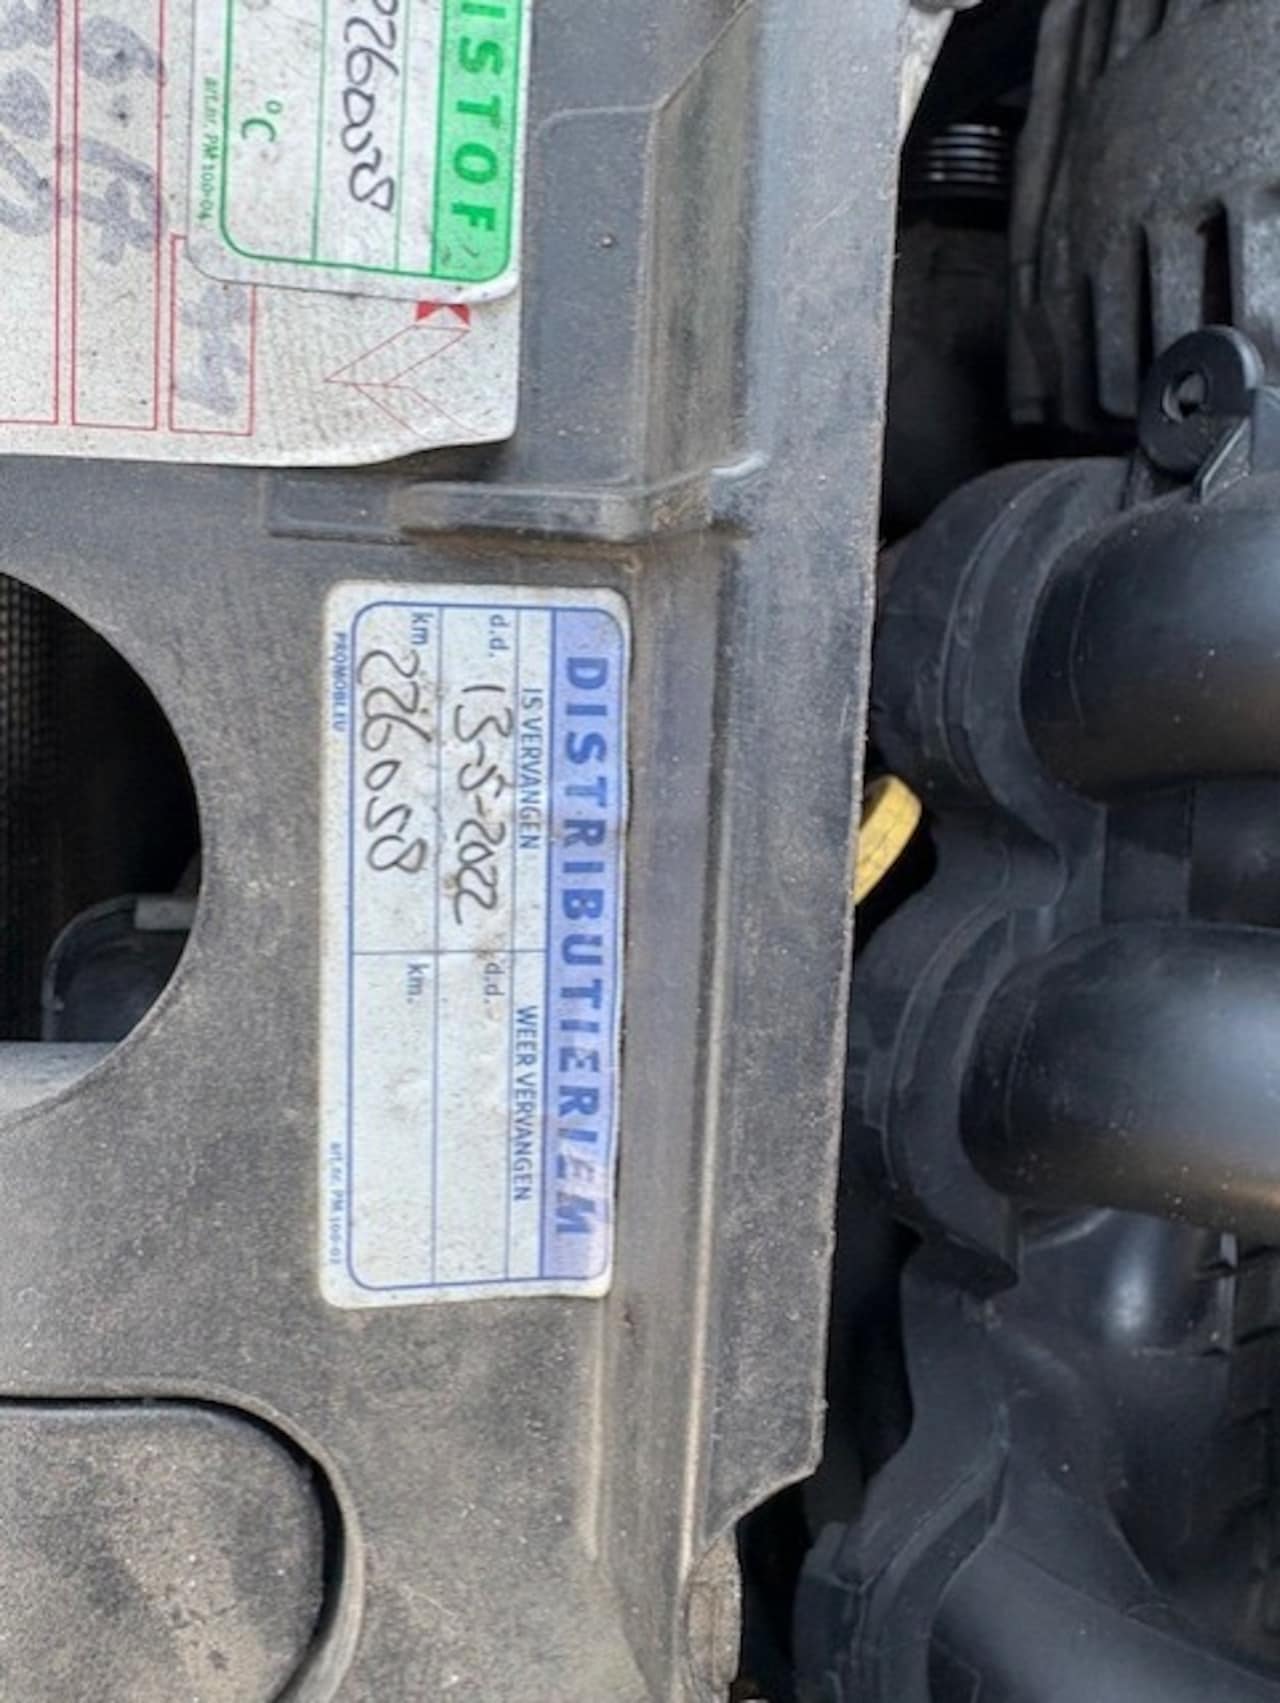 ISTOF
226058
°C
art.nr. PM 100-04
DISTRIBUTIERIEM
IS VERVANGEN
WEER VERVANGEN
d.d. 13-5-2022
d.d.
km 226058
km.
PROMOBE.EU
art.nr. PM 100-02